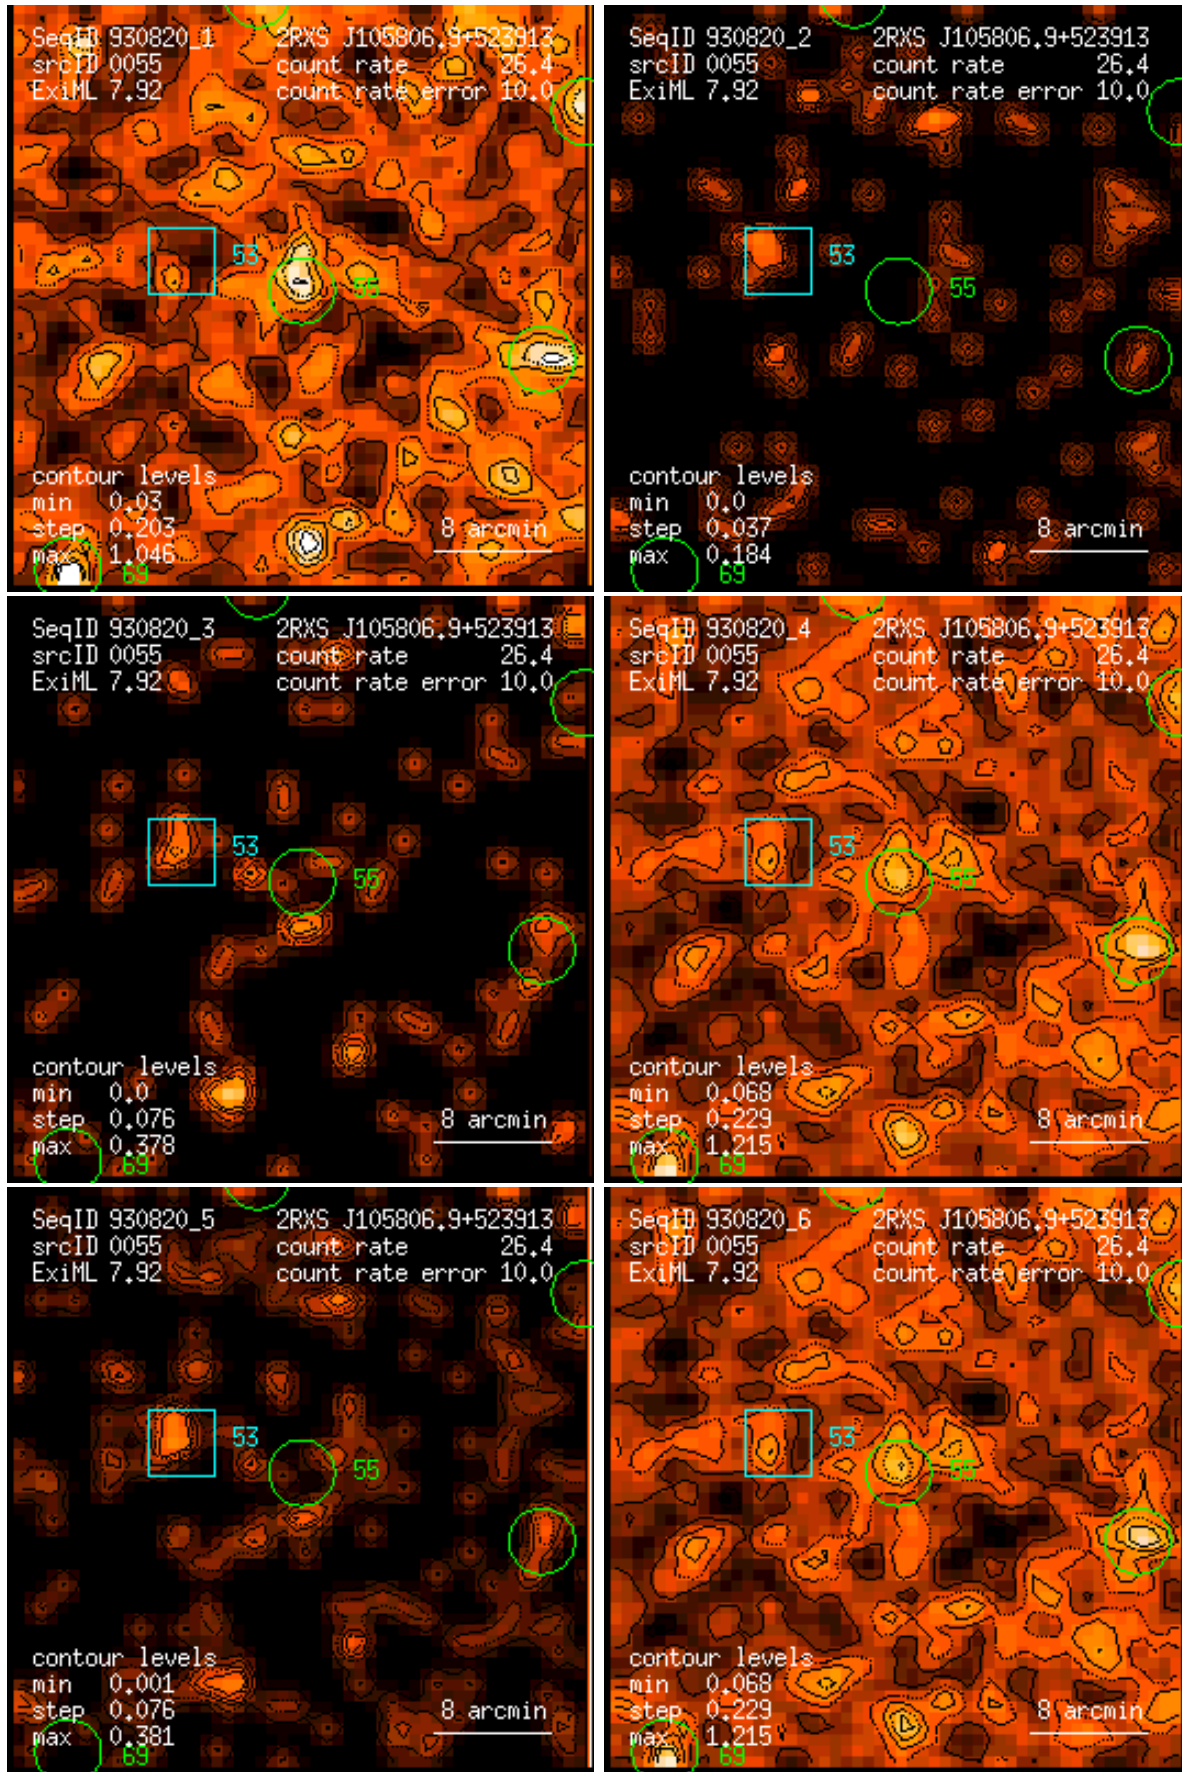 SeqID 930820_1 2RXS J105806.9+523913
srcID 0055 count rate 26.4
ExiML 7.92 count rate error 10.0
53
55
contour levels
min 0.03
step 0.203 8 arcmin
max 1.046
69
SeqID 930820_2 2RXS J105806.9+523913
srcID 0055 count rate 26.4
ExiML 7.92 count rate error 10.0
53
55
contour levels
min 0.0
step 0.037 8 arcmin
max 0.184
69
SeqID 930820_3 2RXS J105806.9+523913
srcID 0055 count rate 26.4
ExiML 7.92 count rate error 10.0
53
55
contour levels
min 0.0
step 0.076 8 arcmin
max 0.378
69
SeqID 930820_4 2RXS J105806.9+523913
srcID 0055 count rate 26.4
ExiML 7.92 count rate error 10.0
53
55
contour levels
min 0.068
step 0.229 8 arcmin
max 1.215
69
SeqID 930820_5 2RXS J105806.9+523913
srcID 0055 count rate 26.4
ExiML 7.92 count rate error 10.0
53
55
contour levels
min 0.001
step 0.076 8 arcmin
max 0.381
69
SeqID 930820_6 2RXS J105806.9+523913
srcID 0055 count rate 26.4
ExiML 7.92 count rate error 10.0
53
55
contour levels
min 0.068
step 0.229 8 arcmin
max 1.215
69